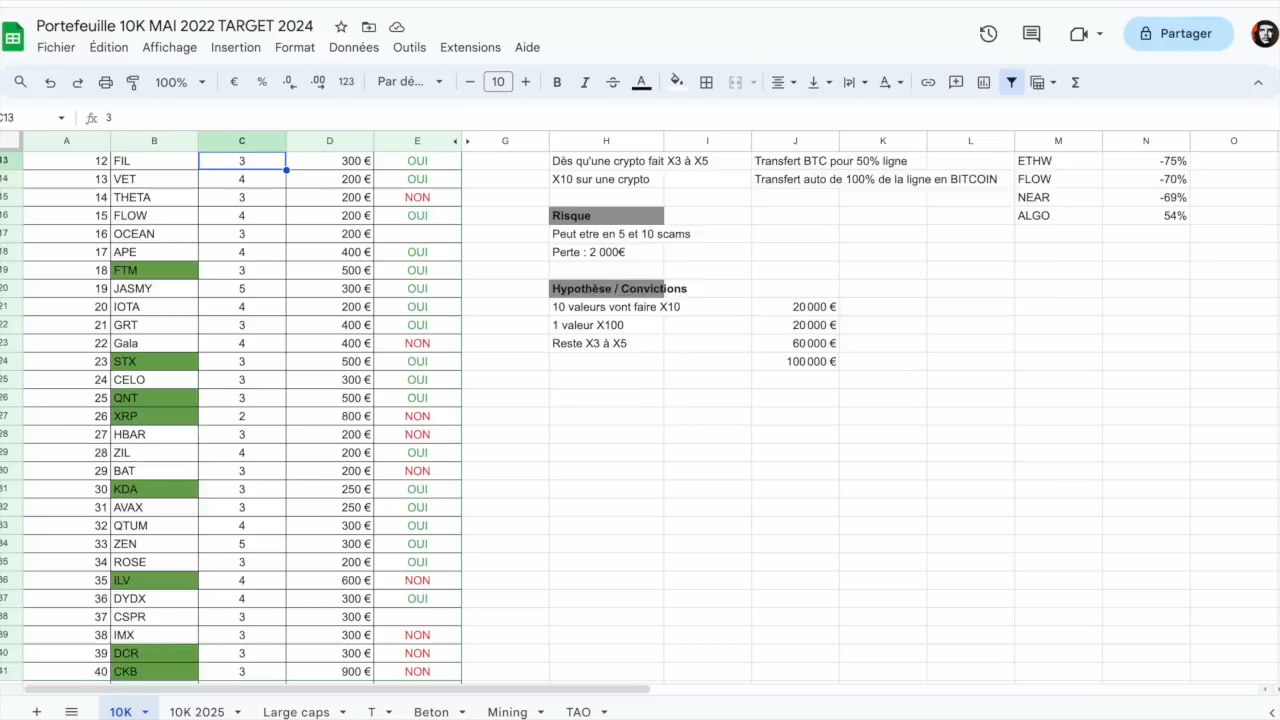 Portefeuille 10K MAI 2022 TARGET 2024
Fichier Édition Affichage Insertion Format Données Outils Extensions Aide
Partager
100% € % .0 .00 123 Par dé... 10 B I A Σ
C13 fx 3
A B C D E G H I J K L M N O
13 12 FIL 3 300 € OUI Dès qu'une crypto fait X3 à X5 Transfert BTC pour 50% ligne ETHW -75%
14 13 VET 4 200 € OUI X10 sur une crypto Transfert auto de 100% de la ligne en BITCOIN FLOW -70%
15 14 THETA 3 200 € NON NEAR -69%
16 15 FLOW 4 200 € OUI Risque ALGO 54%
17 16 OCEAN 3 200 € Peut etre en 5 et 10 scams
18 17 APE 4 400 € OUI Perte : 2 000€
19 18 FTM 3 500 € OUI
20 19 JASMY 5 300 € OUI Hypothèse / Convictions
21 20 IOTA 4 200 € OUI 10 valeurs vont faire X10 20 000 €
22 21 GRT 3 400 € OUI 1 valeur X100 20 000 €
23 22 Gala 4 400 € NON Reste X3 à X5 60 000 €
24 23 STX 3 500 € OUI 100 000 €
25 24 CELO 3 300 € OUI
26 25 QNT 3 500 € OUI
27 26 XRP 2 800 € NON
28 27 HBAR 3 200 € NON
29 28 ZIL 4 200 € OUI
30 29 BAT 3 200 € NON
31 30 KDA 3 250 € OUI
32 31 AVAX 3 250 € OUI
33 32 QTUM 4 300 € OUI
34 33 ZEN 5 300 € OUI
35 34 ROSE 3 200 € OUI
36 35 ILV 4 600 € NON
37 36 DYDX 4 300 € OUI
38 37 CSPR 3 300 €
39 38 IMX 3 300 € NON
40 39 DCR 3 300 € NON
41 40 CKB 3 900 € NON
10K 10K 2025 Large caps T Beton Mining TAO